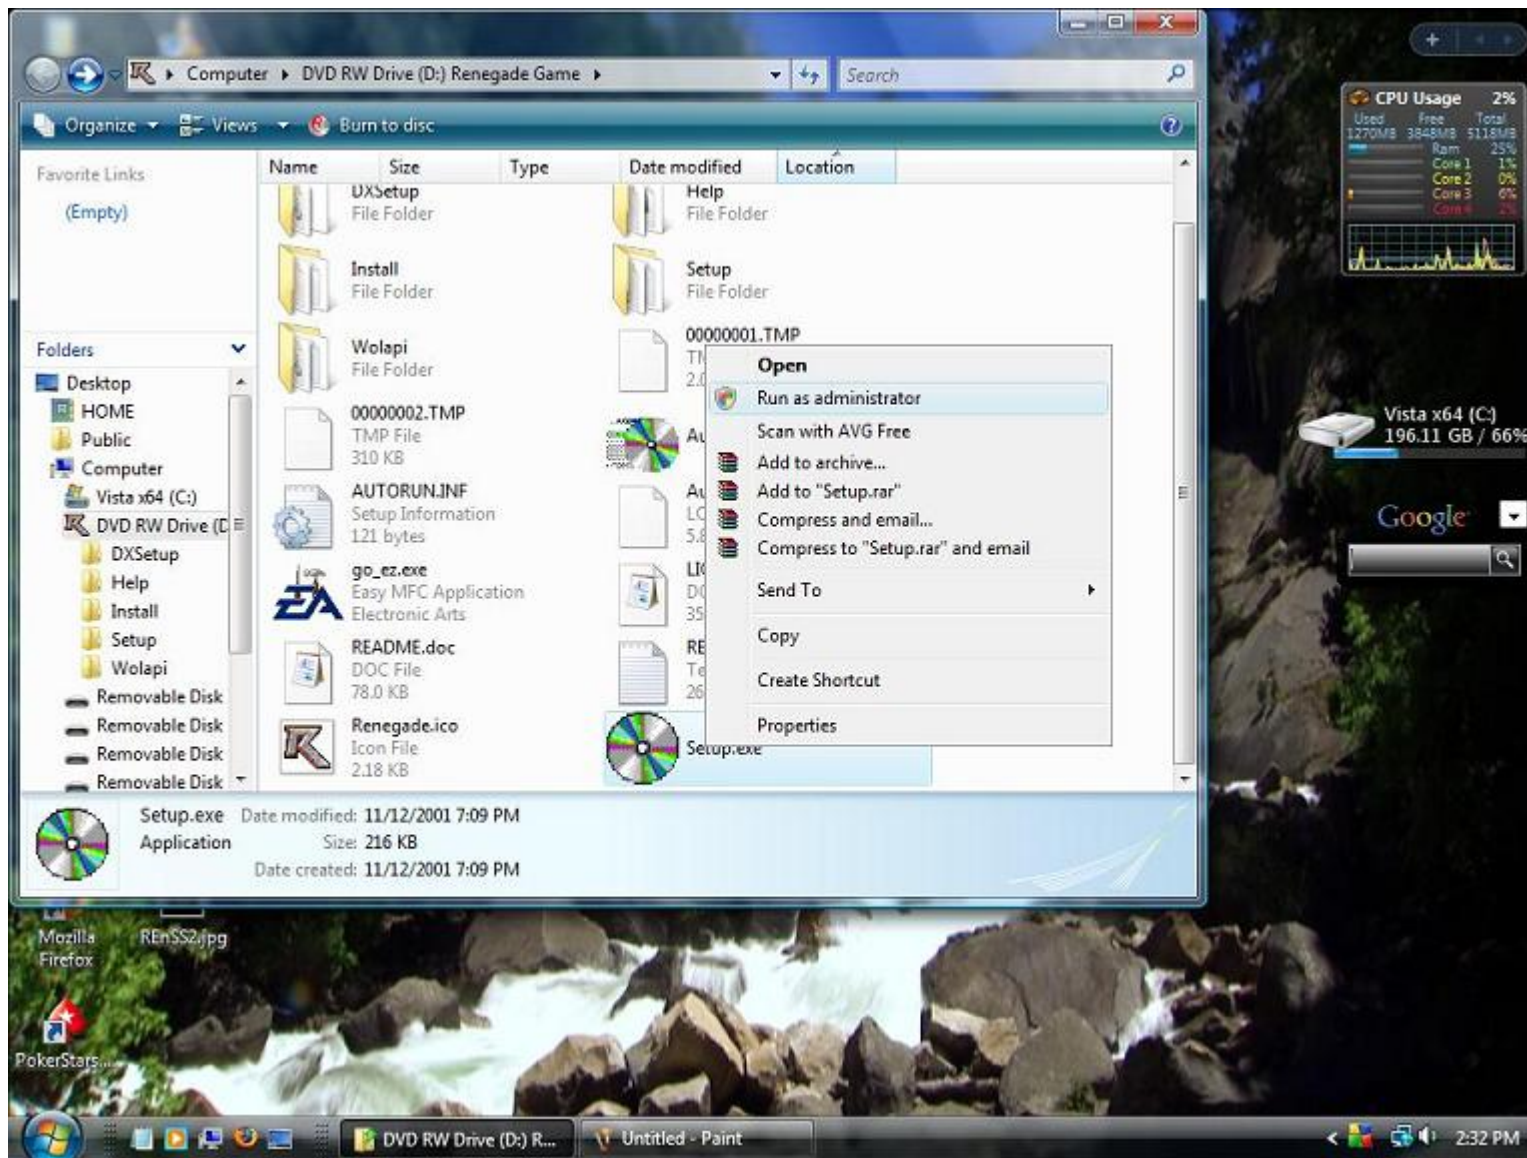 Computer ▸ DVD RW Drive (D:) Renegade Game ▸
Search
Organize
Views
Burn to disc
Favorite Links
(Empty)
Folders
Desktop
HOME
Public
Computer
Vista x64 (C:)
DVD RW Drive (D
DXSetup
Help
Install
Setup
Wolapi
Removable Disk
Removable Disk
Removable Disk
Removable Disk
Name Size Type Date modified Location
DXSetup
File Folder
Help
File Folder
Install
File Folder
Setup
File Folder
Wolapi
File Folder
00000001.TMP
00000002.TMP
TMP File
310 KB
AUTORUN.INF
Setup Information
121 bytes
go_ez.exe
Easy MFC Application
Electronic Arts
README.doc
DOC File
78.0 KB
Renegade.ico
Icon File
2.18 KB
Setup.exe
Open
Run as administrator
Scan with AVG Free
Add to archive...
Add to "Setup.rar"
Compress and email...
Compress to "Setup.rar" and email
Send To
Copy
Create Shortcut
Properties
Setup.exe Date modified: 11/12/2001 7:09 PM
Application Size: 216 KB
Date created: 11/12/2001 7:09 PM
CPU Usage 2%
Used Free Total
1270MB 3848MB 5118MB
Ram 25%
Core 1 1%
Core 2 0%
Core 3 6%
Core 4 2%
Vista x64 (C:)
196.11 GB / 66%
Google
Mozilla
Firefox
REnSS2.jpg
PokerStars....
DVD RW Drive (D:) R...
Untitled - Paint
2:32 PM